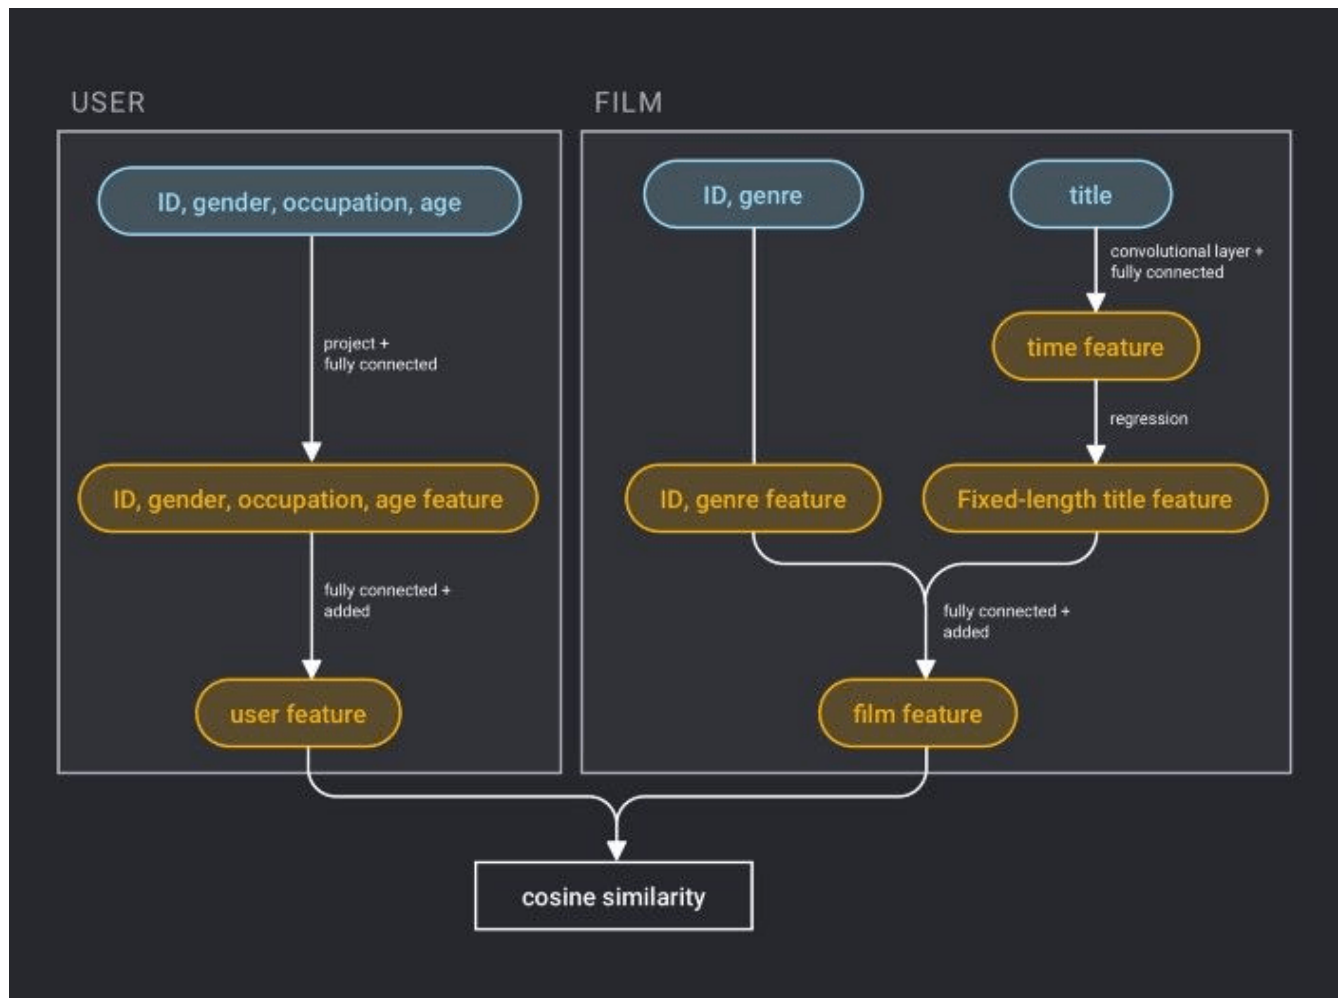 USER
ID, gender, occupation, age
project +
fully connected
ID, gender, occupation, age feature
fully connected +
added
user feature
FILM
ID, genre
title
convolutional layer +
fully connected
time feature
regression
ID, genre feature
Fixed-length title feature
fully connected +
added
film feature
cosine similarity